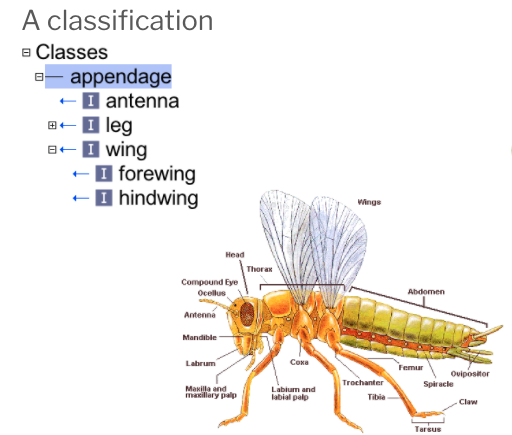 A classification
Classes
appendage
I antenna
I leg
I wing
I forewing
I hindwing
Wings
Head
Thorax
Compound Eye
Ocellus
Abdomen
Antenna
Mandible
Labrum
Coxa
Femur
Ovipositor
Maxilla and
maxillary palp
Labium and
labial palp
Trochanter
Spiracle
Tibia
Claw
Tarsus